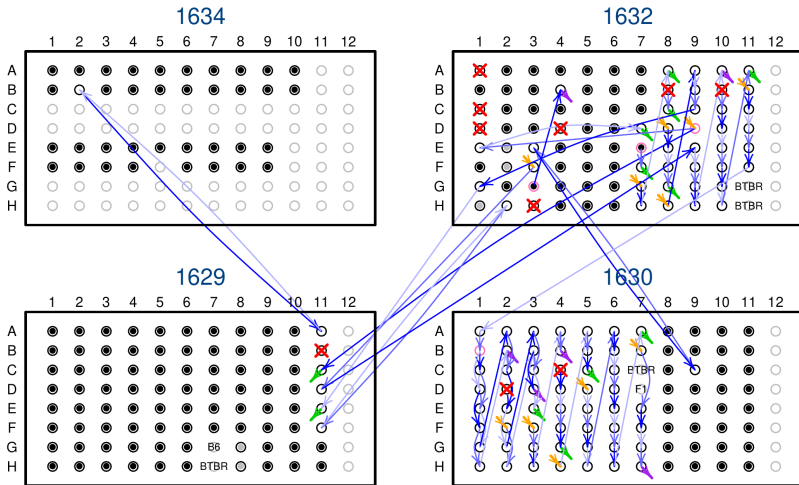 1634 1632
1 2 3 4 5 6 7 8 9 10 11 12 1 2 3 4 5 6 7 8 9 10 11 12
A A
B B
C C
D D
E E
F F
G G BTBR
H H BTBR
1629 1630
1 2 3 4 5 6 7 8 9 10 11 12 1 2 3 4 5 6 7 8 9 10 11 12
A A
B B
C C BTBR
D D F1
E E
F F
G B6 G
H BTBR H